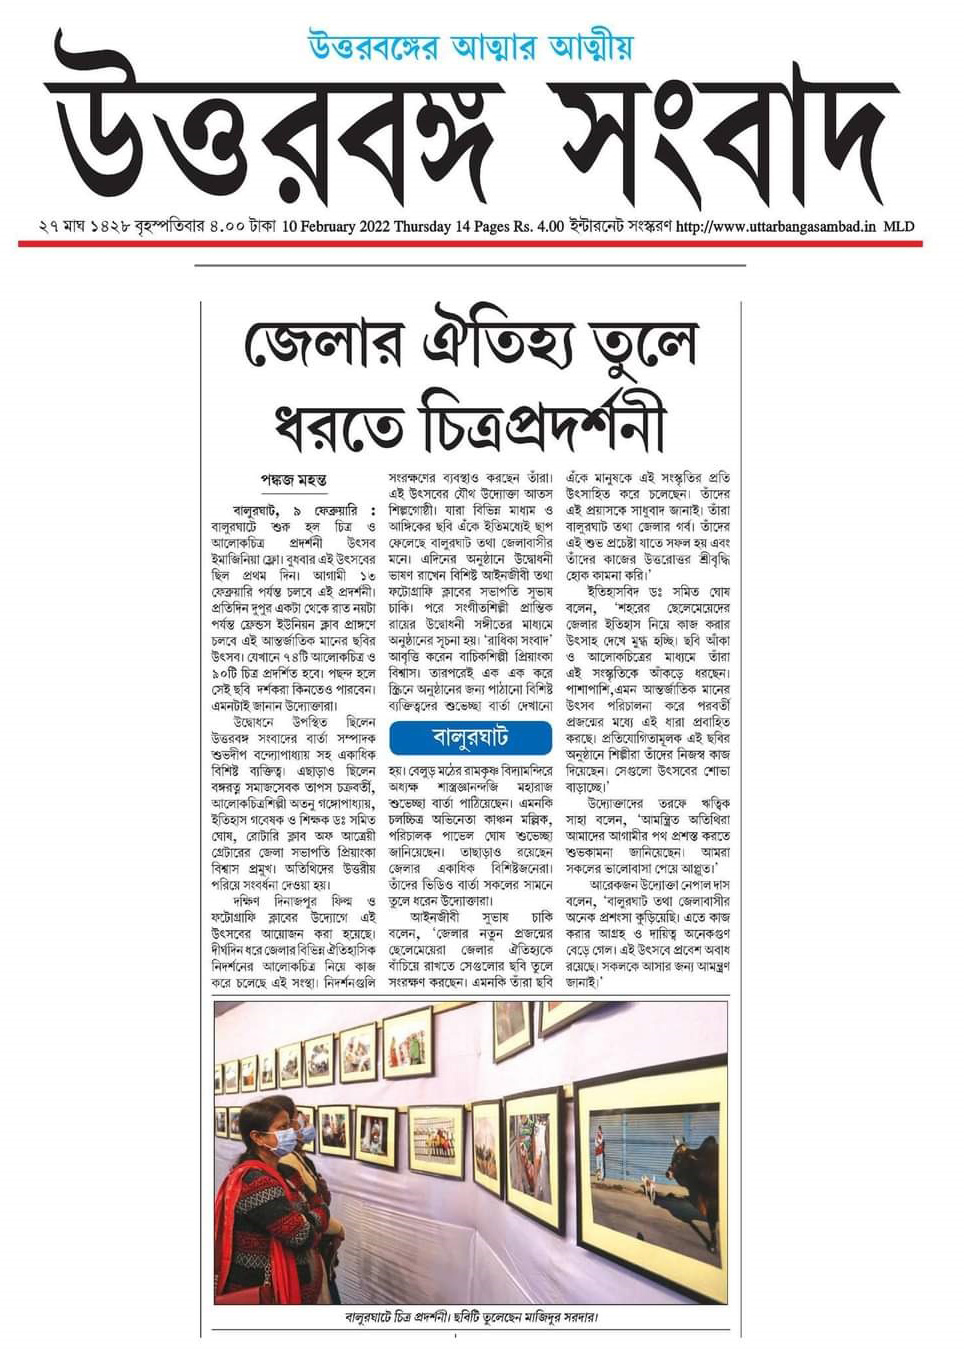 উত্তরবঙ্গের আত্মার আত্মীয়
উত্তরবঙ্গ সংবাদ
২৭ মাঘ ১৪২৮ বৃহস্পতিবার ৪.০০ টাকা 10 February 2022 Thursday 14 Pages Rs. 4.00 ইন্টারনেট সংস্করণ http://www.uttarbangasambad.in MLD
জেলার ঐতিহ্য তুলে
ধরতে চিত্রপ্রদর্শনী
পঙ্কজ মহন্ত
বালুরঘাট, ৯ ফেব্রুয়ারি :
বালুরঘাটে শুরু হল চিত্র ও
আলোকচিত্র প্রদর্শনী উৎসব
ইমাজিনিয়া ফ্রেো। বুধবার এই উৎসবের
ছিল প্রথম দিন। আগামী ১৩
ফেব্রুয়ারি পর্যন্ত চলবে এই প্রদর্শনী।
প্রতিদিন দুপুর একটা থেকে রাত নয়টা
পর্যন্ত ফ্রেন্ডস ইউনিয়ন ক্লাব প্রাঙ্গণে
চলবে এই আন্তর্জাতিক মানের ছবির
উৎসব। যেখানে ৭৪টি আলোকচিত্র ও
৯০টি চিত্র প্রদর্শিত হবে। পছন্দ হলে
সেই ছবি দর্শকরা কিনতেও পারবেন।
এমনটাই জানান উদ্যোক্তারা।
উদ্বোধনে উপস্থিত ছিলেন
উত্তরবঙ্গ সংবাদের বার্তা সম্পাদক
শুভদীপ বন্দ্যোপাধ্যায় সহ একাধিক
বিশিষ্ট ব্যক্তিত্ব। এছাড়াও ছিলেন
বঙ্গরত্ন সমাজসেবক তাপস চক্রবর্তী,
আলোকচিত্রশিল্পী অতনু গঙ্গোপাধ্যায়,
ইতিহাস গবেষক ও শিক্ষক ডঃ সমিত
ঘোষ, রোটারি ক্লাব অফ আত্রেয়ী
গ্রেটারের জেলা সভাপতি প্রিয়াংকা
বিশ্বাস প্রমুখ। অতিথিদের উত্তরীয়
পরিয়ে সংবর্ধনা দেওয়া হয়।
দক্ষিণ দিনাজপুর ফিল্ম ও
ফটোগ্রাফি ক্লাবের উদ্যোগে এই
উৎসবের আয়োজন করা হয়েছে।
দীর্ঘদিন ধরে জেলার বিভিন্ন ঐতিহাসিক
নিদর্শনের আলোকচিত্র নিয়ে কাজ
করে চলেছে এই সংস্থা। নিদর্শনগুলি
সংরক্ষণের ব্যবস্থাও করছেন তাঁরা।
এই উৎসবের যৌথ উদ্যোক্তা আতস
শিল্পগোষ্ঠী। যারা বিভিন্ন মাধ্যম ও
আঙ্গিকের ছবি এঁকে ইতিমধ্যেই ছাপ
ফেলেছে বালুরঘাট তথা জেলাবাসীর
মনে। এদিনের অনুষ্ঠানে উদ্বোধনী
ভাষণ রাখেন বিশিষ্ট আইনজীবী তথা
ফটোগ্রাফি ক্লাবের সভাপতি সুভাষ
চাকি। পরে সংগীতশিল্পী প্রান্তিক
রায়ের উদ্বোধনী সঙ্গীতের মাধ্যমে
অনুষ্ঠানের সূচনা হয়। ‘রাধিকা সংবাদ’
আবৃত্তি করেন বাচিকশিল্পী প্রিয়াংকা
বিশ্বাস। তারপরেই এক এক করে
স্ক্রিনে অনুষ্ঠানের জন্য পাঠানো বিশিষ্ট
ব্যক্তিত্বদের শুভেচ্ছা বার্তা দেখানো
বালুরঘাট
হয়। বেলুড় মঠের রামকৃষ্ণ বিদ্যামন্দিরে
অধ্যক্ষ শাস্ত্রজ্ঞানন্দজি মহারাজ
শুভেচ্ছা বার্তা পাঠিয়েছেন। এমনকি
চলচ্চিত্র অভিনেতা কাঞ্চন মল্লিক,
পরিচালক পাভেল ঘোষ শুভেচ্ছা
জানিয়েছেন। তাছাড়াও রয়েছেন
জেলার একাধিক বিশিষ্টজনেরা।
তাঁদের ভিডিও বার্তা সকলের সামনে
তুলে ধরেন উদ্যোক্তারা।
আইনজীবী সুভাষ চাকি
বলেন, ‘জেলার নতুন প্রজন্মের
ছেলেমেয়েরা জেলার ঐতিহ্যকে
বাঁচিয়ে রাখতে সেগুলোর ছবি তুলে
সংরক্ষণ করছেন। এমনকি তাঁরা ছবি
এঁকে মানুষকে এই সংস্কৃতির প্রতি
উৎসাহিত করে চলেছেন। তাঁদের
এই প্রয়াসকে সাধুবাদ জানাই। তাঁরা
বালুরঘাট তথা জেলার গর্ব। তাঁদের
এই শুভ প্রচেষ্টা যাতে সফল হয় এবং
তাঁদের কাজের উত্তরোত্তর শ্রীবৃদ্ধি
হোক কামনা করি।’
ইতিহাসবিদ ডঃ সমিত ঘোষ
বলেন, ‘শহরের ছেলেমেয়েদের
জেলার ইতিহাস নিয়ে কাজ করার
উৎসাহ দেখে মুগ্ধ হচ্ছি। ছবি আঁকা
ও আলোকচিত্রের মাধ্যমে তাঁরা
এই সংস্কৃতিকে আঁকড়ে ধরছেন।
পাশাপাশি,এমন আন্তর্জাতিক মানের
উৎসব পরিচালনা করে পরবর্তী
প্রজন্মের মধ্যে এই ধারা প্রবাহিত
করছে। প্রতিযোগিতামূলক এই ছবির
অনুষ্ঠানে শিল্পীরা তাঁদের নিজস্ব কাজ
দিয়েছেন। সেগুলো উৎসবের শোভা
বাড়াচ্ছে।’
উদ্যোক্তাদের তরফে ঋত্বিক
সাহা বলেন, ‘আমন্ত্রিত অতিথিরা
আমাদের আগামীর পথ প্রশস্ত করতে
শুভকামনা জানিয়েছেন। আমরা
সকলের ভালোবাসা পেয়ে আপ্লুত।’
আরেকজন উদ্যোক্তা নেপাল দাস
বলেন, ‘বালুরঘাট তথা জেলাবাসীর
অনেক প্রশংসা কুড়িয়েছি। এতে কাজ
করার আগ্রহ ও দায়িত্ব অনেকগুণ
বেড়ে গেল। এই উৎসবে প্রবেশ অবাধ
রয়েছে। সকলকে আসার জন্য আমন্ত্রণ
জানাই।’
বালুরঘাটে চিত্র প্রদর্শনী। ছবিটি তুলেছেন মাজিদুর সরদার।